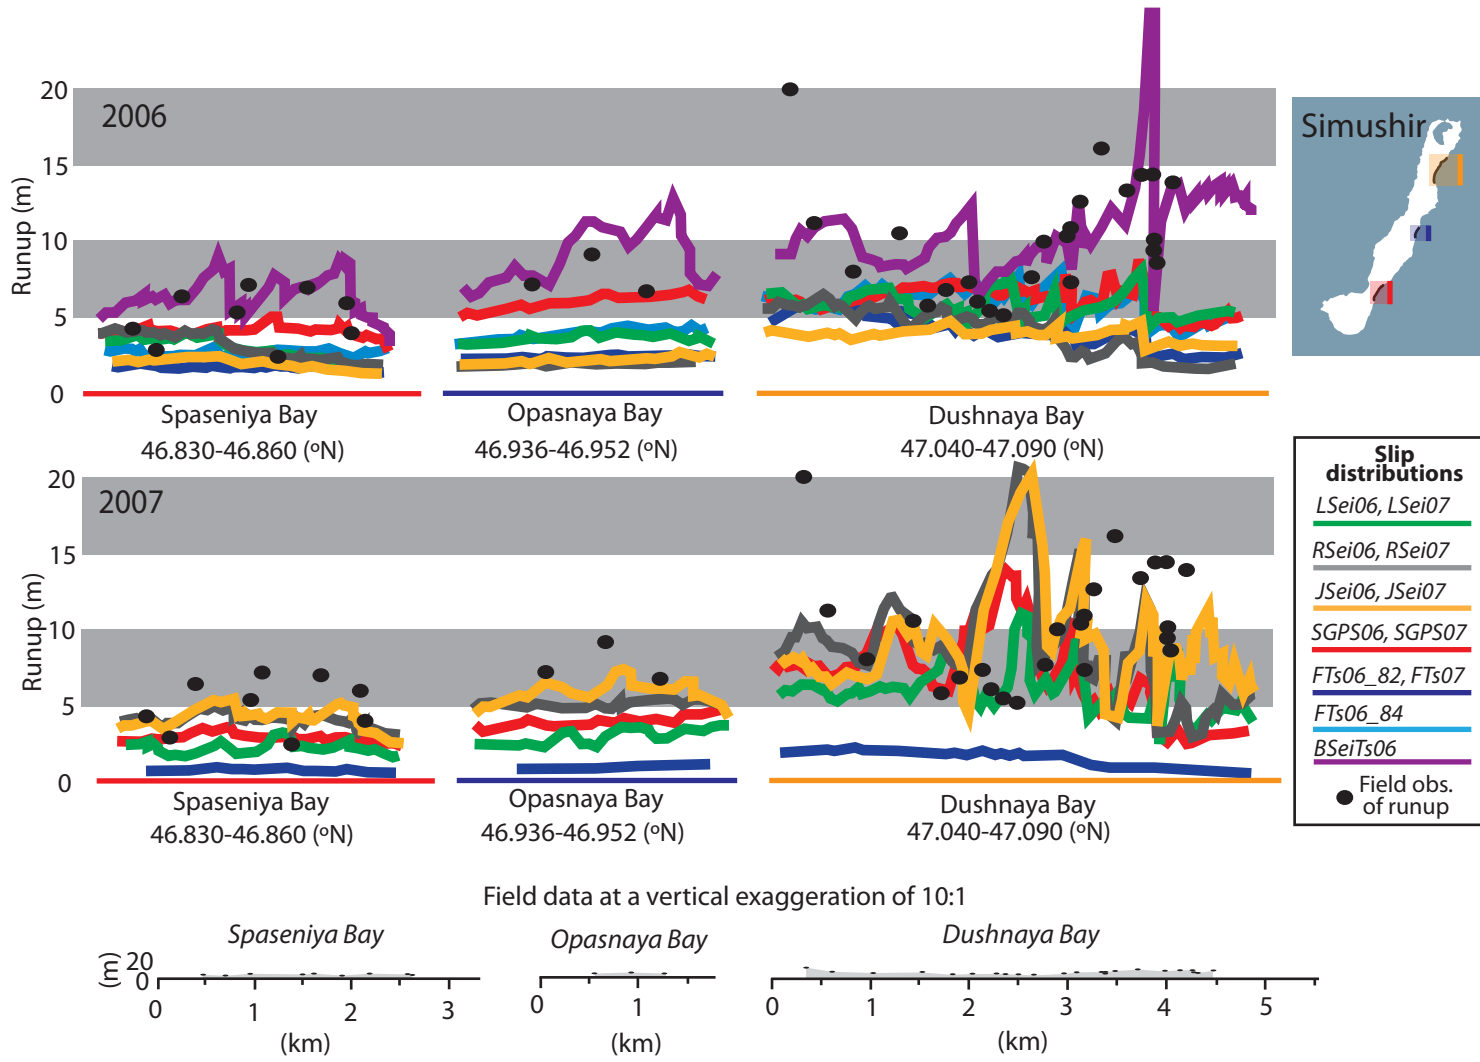 2006
20
15
10
5
0
Runup (m)
Spaseniya Bay
46.830-46.860 (ºN)
Opasnaya Bay
46.936-46.952 (ºN)
Dushnaya Bay
47.040-47.090 (ºN)
Simushir
2007
20
15
10
5
0
Runup (m)
Spaseniya Bay
46.830-46.860 (ºN)
Opasnaya Bay
46.936-46.952 (ºN)
Dushnaya Bay
47.040-47.090 (ºN)
Slip
distributions
LSei06, LSei07
RSei06, RSei07
JSei06, JSei07
SGPS06, SGPS07
FTs06_82, FTs07
FTs06_84
BSeiTs06
Field obs.
of runup
Field data at a vertical exaggeration of 10:1
Spaseniya Bay
Opasnaya Bay
Dushnaya Bay
(m)
20
0
0 1 2 3
(km)
0 1
(km)
0 1 2 3 4 5
(km)